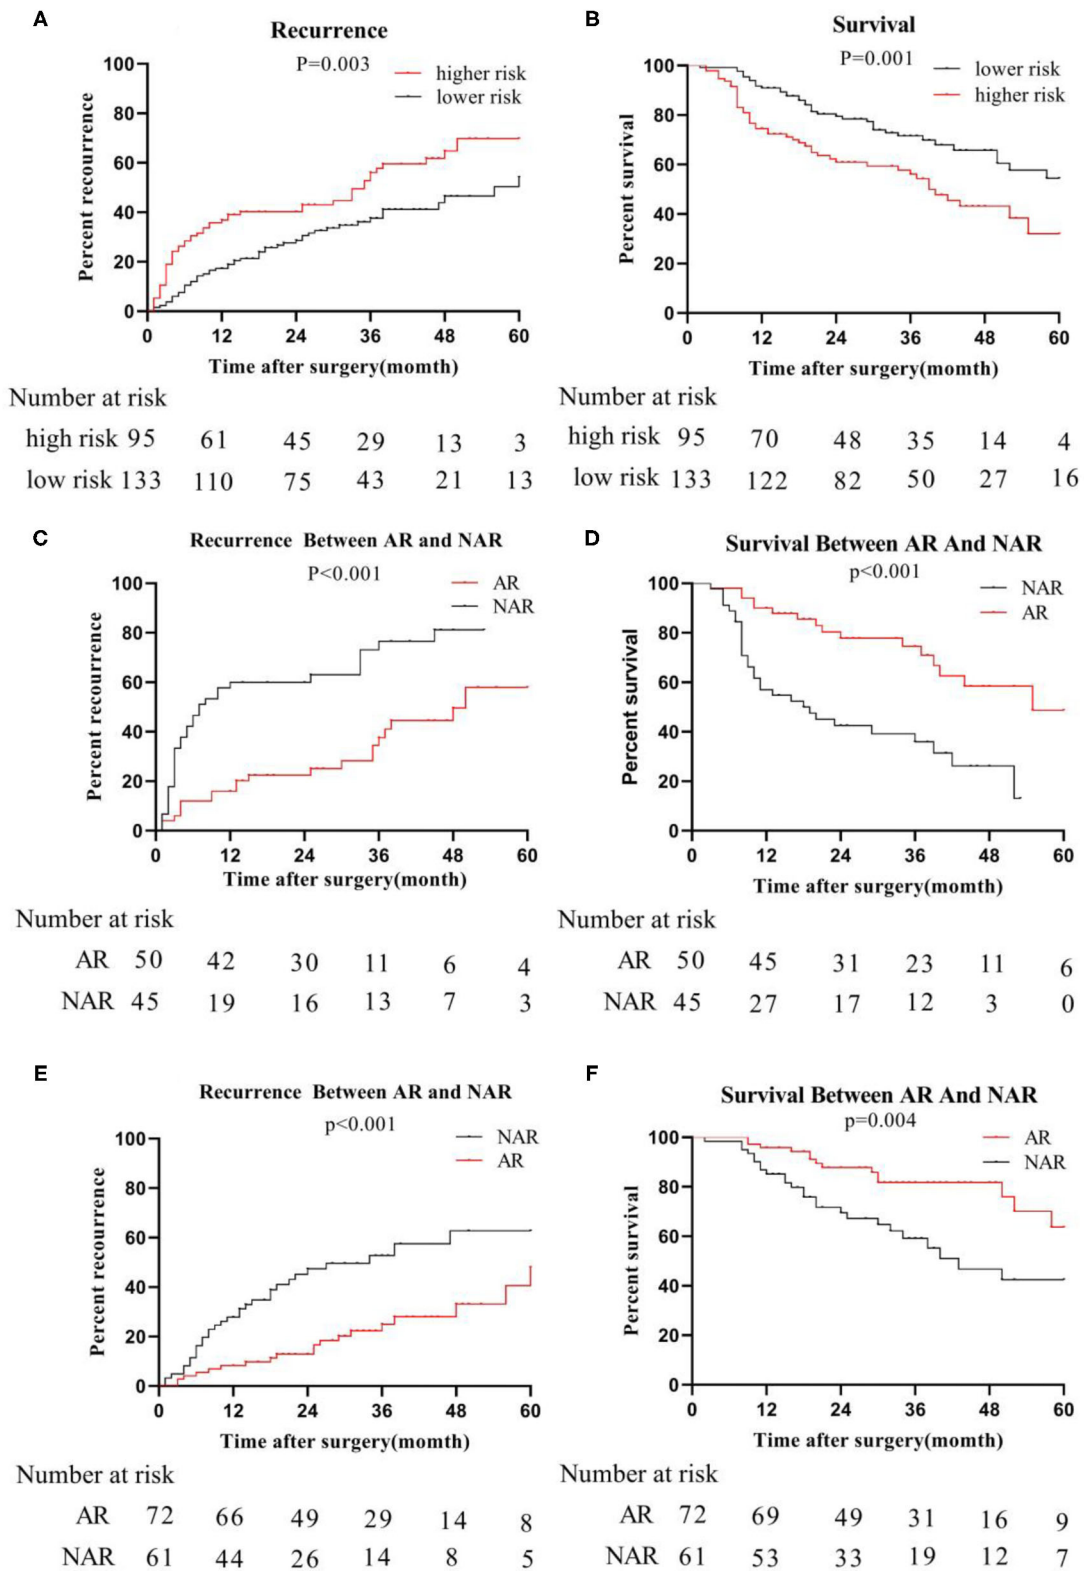 A
Recurrence
P=0.003
higher risk
lower risk
Percent recourrence
100
80
60
40
20
0
0 12 24 36 48 60
Time after surgery(momth)
Number at risk
high risk 95 61 45 29 13 3
low risk 133 110 75 43 21 13
B
Survival
P=0.001
lower risk
higher risk
Percent survival
100
80
60
40
20
0
0 12 24 36 48 60
Time after surgery(momth)
Number at risk
high risk 95 70 48 35 14 4
low risk 133 122 82 50 27 16
C
Recurrence Between AR and NAR
P<0.001
AR
NAR
Percent recourrence
100
80
60
40
20
0
0 12 24 36 48 60
Time after surgery(month)
Number at risk
AR 50 42 30 11 6 4
NAR 45 19 16 13 7 3
D
Survival Between AR And NAR
p<0.001
NAR
AR
Percent survival
100
80
60
40
20
0
0 12 24 36 48 60
Time after surgery(momth)
Number at risk
AR 50 45 31 23 11 6
NAR 45 27 17 12 3 0
E
Recurrence Between AR and NAR
p<0.001
NAR
AR
Percent recourrence
100
80
60
40
20
0
0 12 24 36 48 60
Time after surgery(momth)
Number at risk
AR 72 66 49 29 14 8
NAR 61 44 26 14 8 5
F
Survival Between AR And NAR
p=0.004
AR
NAR
Percent survival
100
80
60
40
20
0
0 12 24 36 48 60
Time after surgery(momth)
Number at risk
AR 72 69 49 31 16 9
NAR 61 53 33 19 12 7